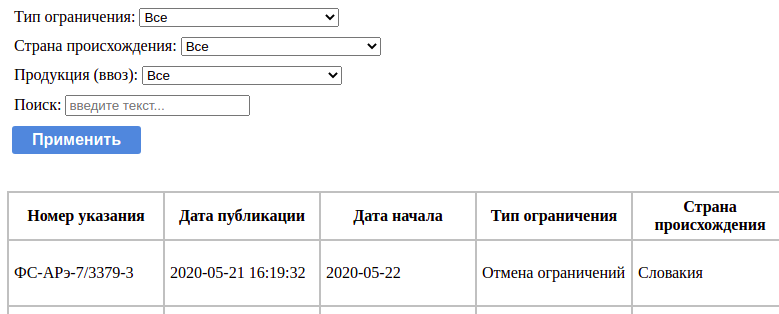 Тип ограничения: Все
Страна происхождения: Все
Продукция (ввоз): Все
Поиск: введите текст...
Применить
Номер указания Дата публикации Дата начала Тип ограничения Страна происхождения
ФС-АРэ-7/3379-3 2020-05-21 16:19:32 2020-05-22 Отмена ограничений Словакия